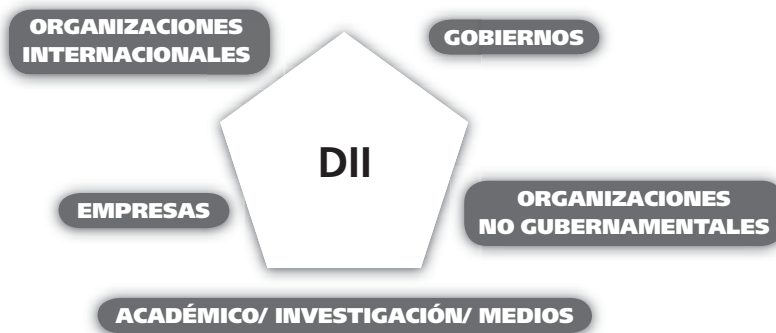 ORGANIZACIONES
INTERNACIONALES
GOBIERNOS
DII
EMPRESAS
ORGANIZACIONES
NO GUBERNAMENTALES
ACADÉMICO/ INVESTIGACIÓN/ MEDIOS